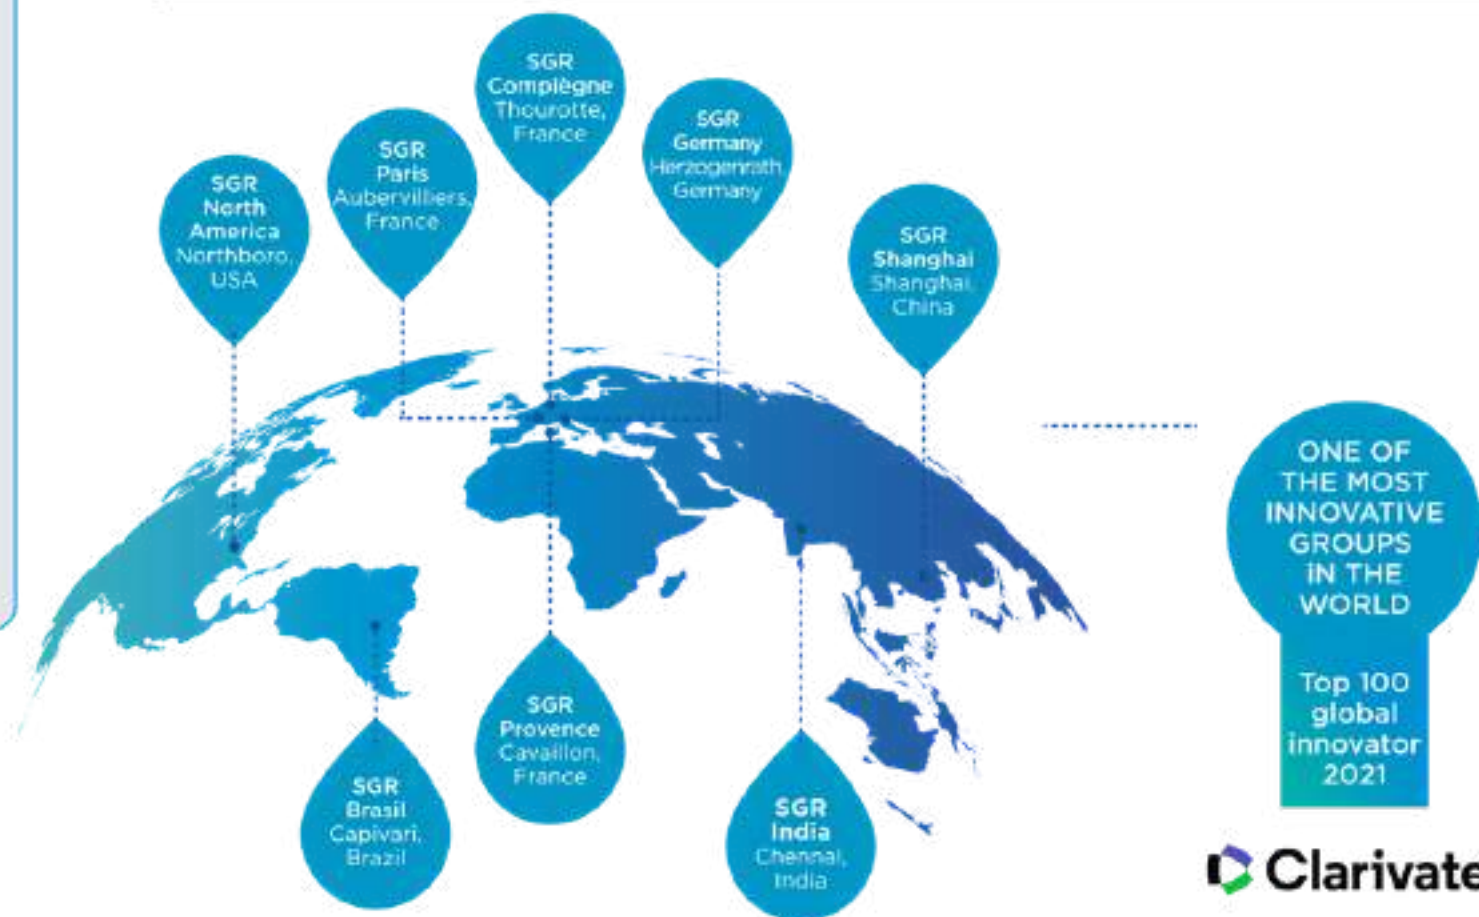 SGR
Compiègne
Thourotte,
France
SGR
Germany
Herzogenrath
Germany
SGR
Paris
Aubervilliers,
France
SGR
North
America
Northboro,
USA
SGR
Shanghai
Shanghai,
China
ONE OF
THE MOST
INNOVATIVE
GROUPS
IN THE
WORLD
Top 100
global
innovator
2021
SGR
Provence
Cavaillon,
France
SGR
Brasil
Capivari,
Brazil
SGR
India
Chennai,
India
Clarivate